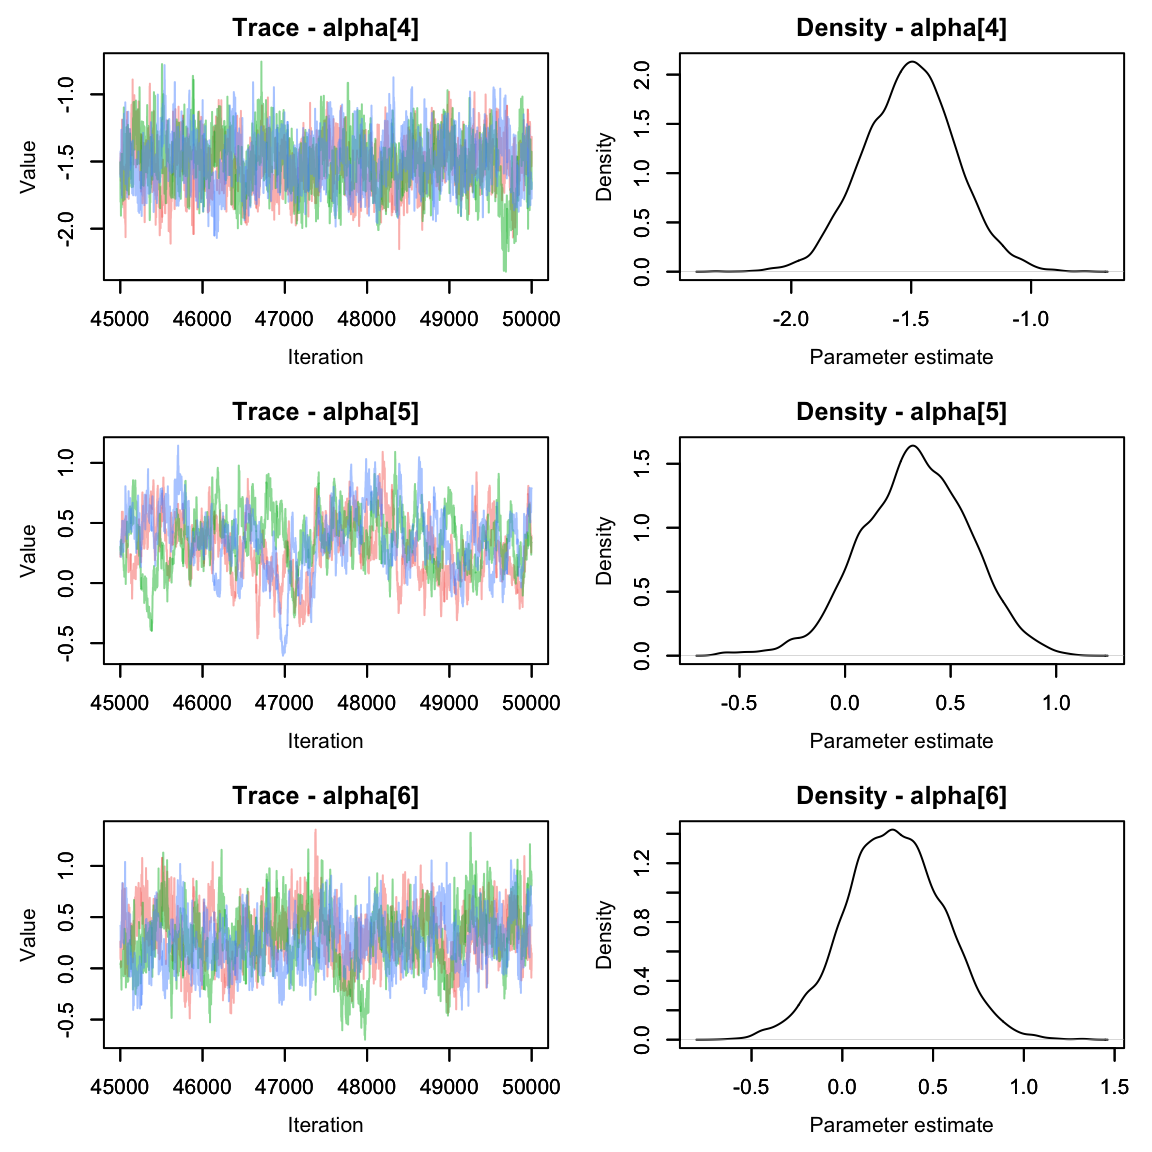 Trace - alpha[4]
Value
-1.0
-1.5
-2.0
45000 46000 47000 48000 49000 50000
Iteration
Density - alpha[4]
Density
2.0
1.5
1.0
0.5
0.0
-2.0 -1.5 -1.0
Parameter estimate
Trace - alpha[5]
Value
1.0
0.5
0.0
-0.5
45000 46000 47000 48000 49000 50000
Iteration
Density - alpha[5]
Density
1.5
1.0
0.5
0.0
-0.5 0.0 0.5 1.0
Parameter estimate
Trace - alpha[6]
Value
1.0
0.5
0.0
-0.5
45000 46000 47000 48000 49000 50000
Iteration
Density - alpha[6]
Density
1.2
0.8
0.4
0.0
-0.5 0.0 0.5 1.0 1.5
Parameter estimate